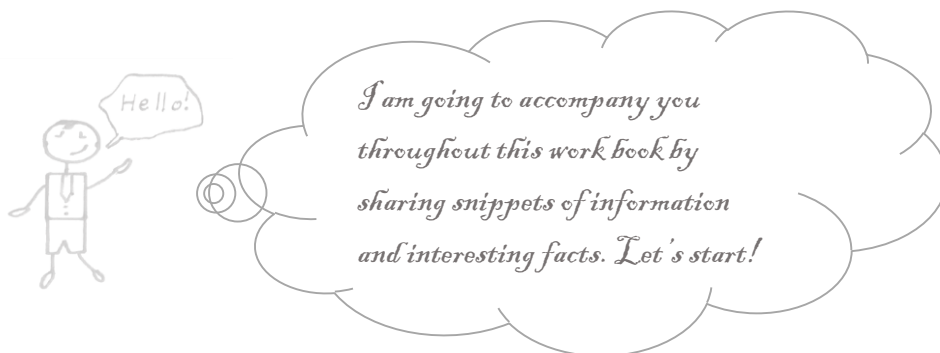 Hello!
I am going to accompany you
throughout this work book by
sharing snippets of information
and interesting facts. Let's start!